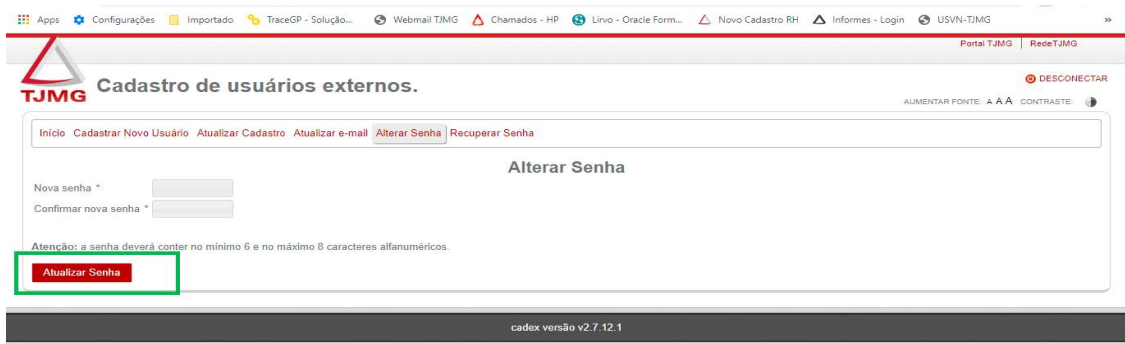 Apps Configurações Importado TraceGP - Solução... Webmail TJMG Chamados - HP Lirvo - Oracle Form... Novo Cadastro RH Informes - Login USVN-TJMG »
Portal TJMG | RedeTJMG
TJMG Cadastro de usuários externos.
DESCONECTAR
AUMENTAR FONTE: A A A CONTRASTE:
Início Cadastrar Novo Usuário Atualizar Cadastro Atualizar e-mail Alterar Senha Recuperar Senha
Alterar Senha
Nova senha *
Confirmar nova senha *
Atenção: a senha deverá conter no mínimo 6 e no máximo 8 caracteres alfanuméricos.
Atualizar Senha
cadex versão v2.7.12.1